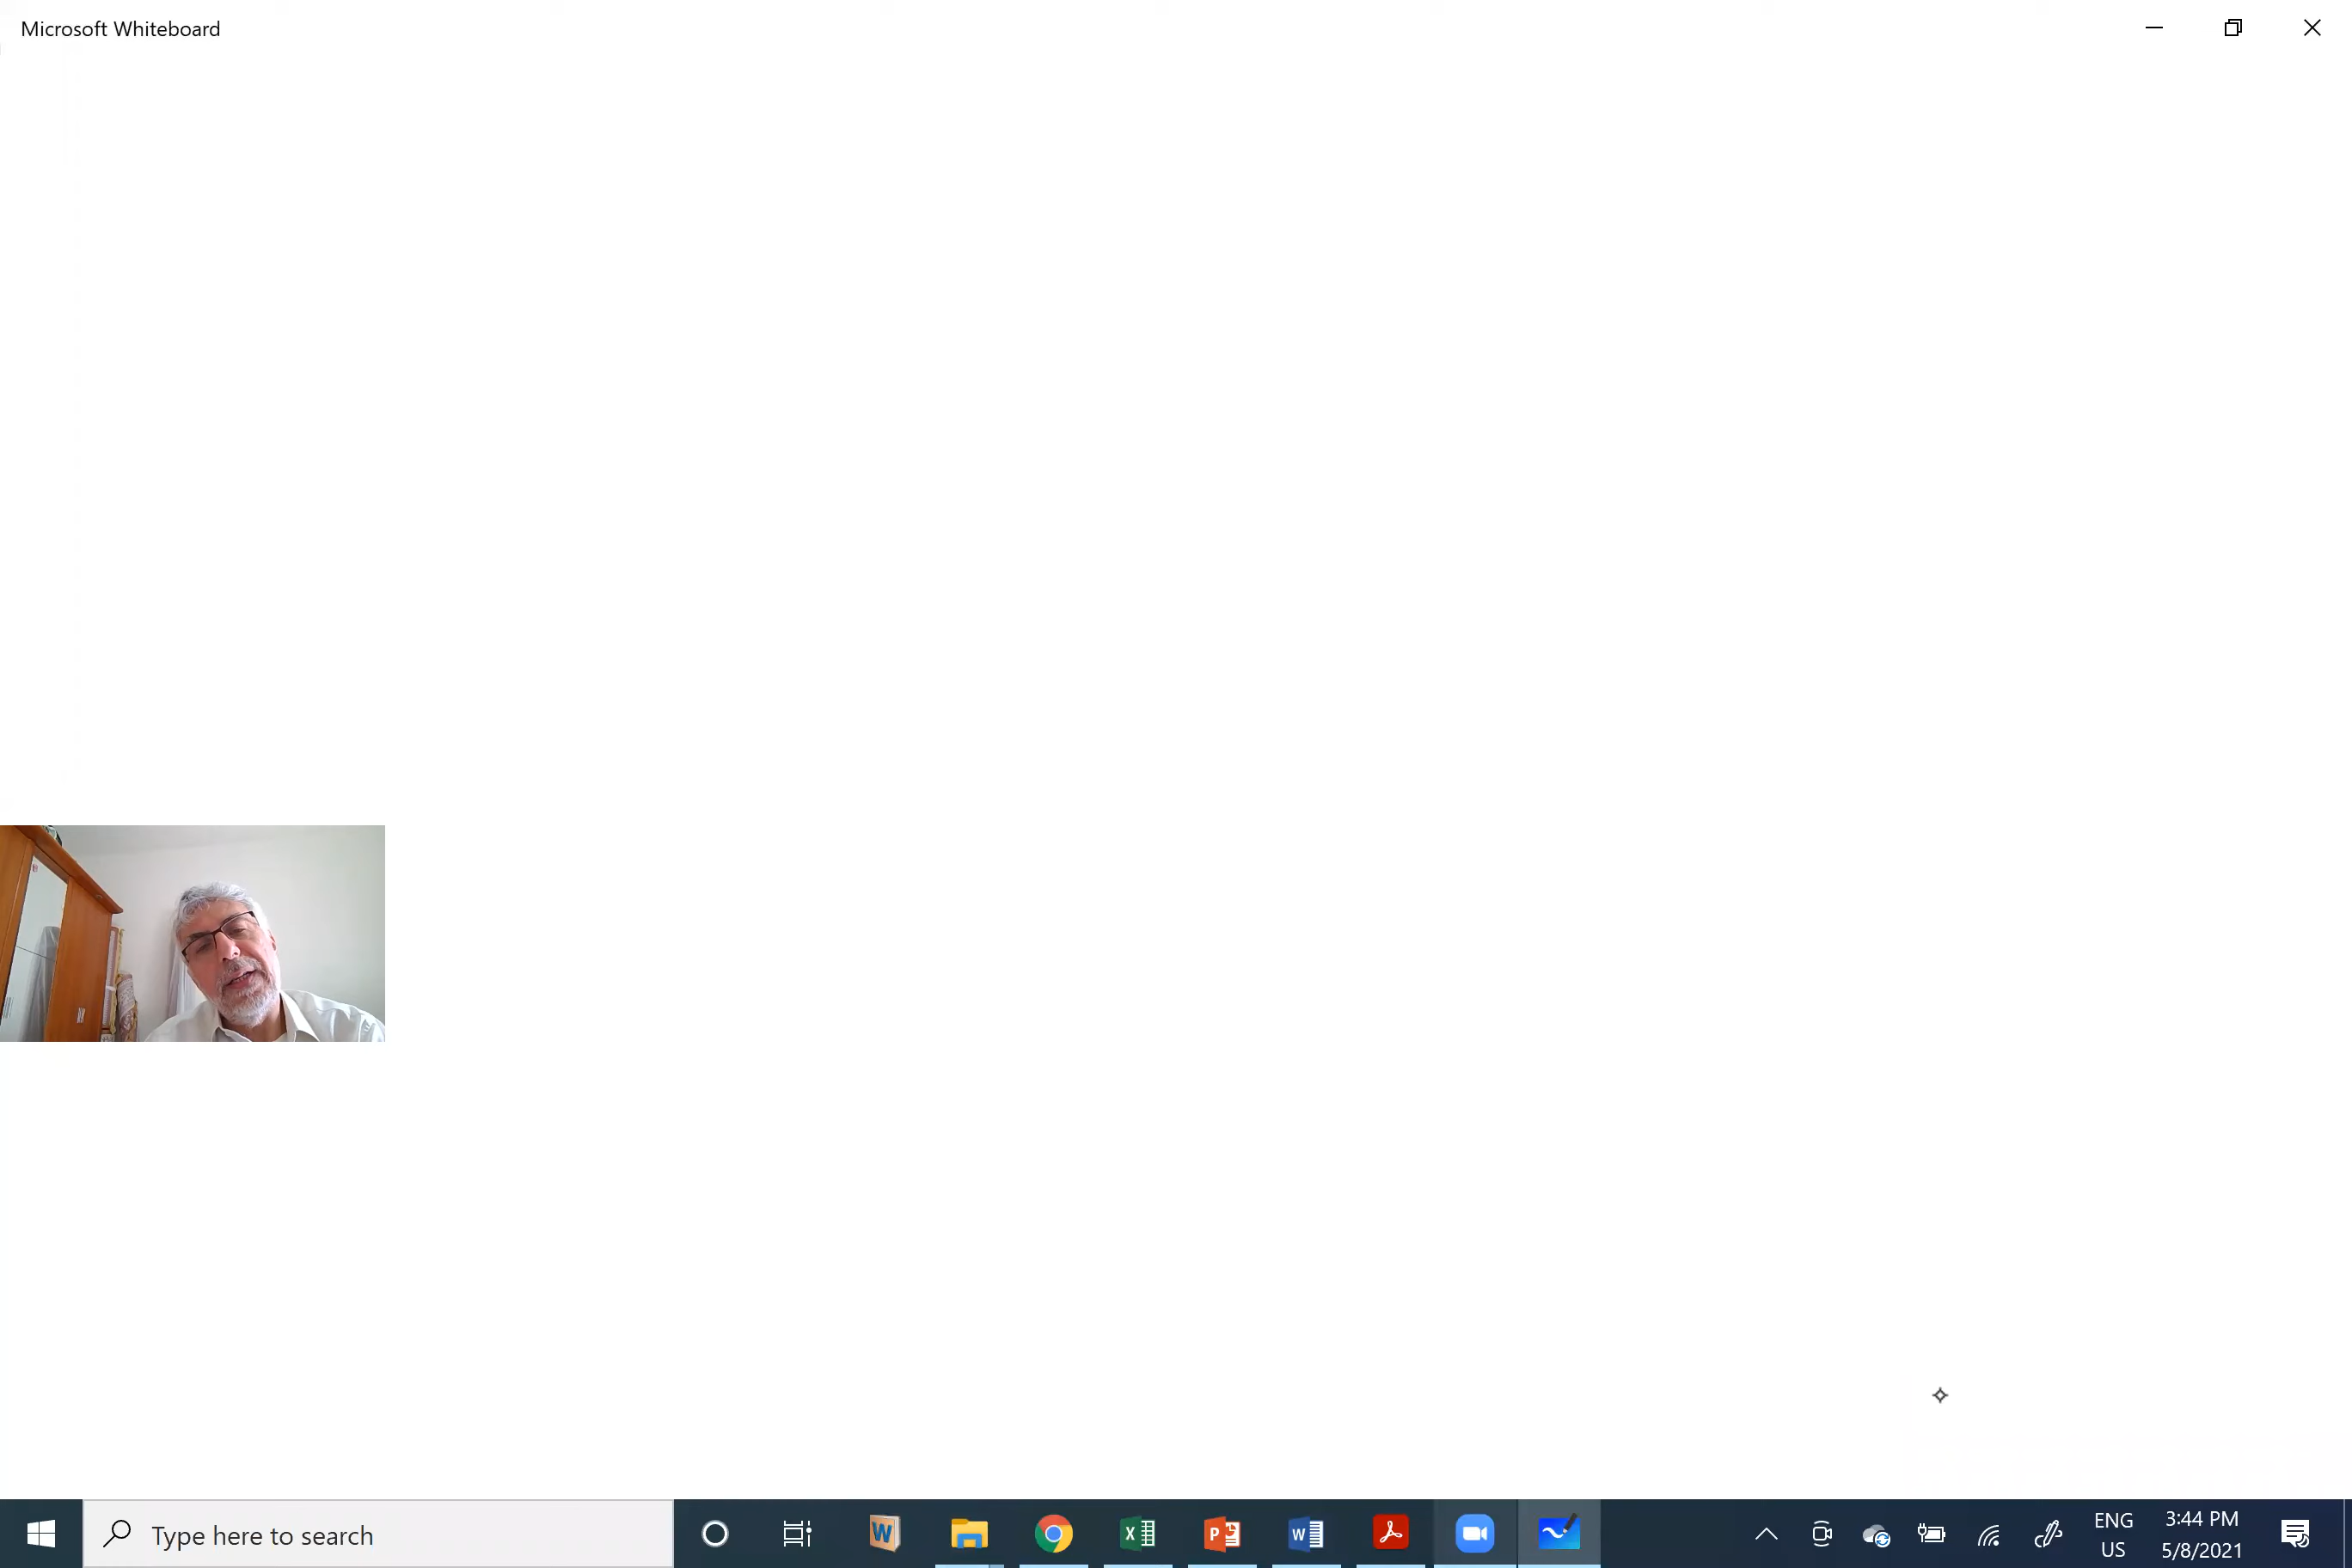 Microsoft Whiteboard
Type here to search
ENG
US
3:44 PM
5/8/2021